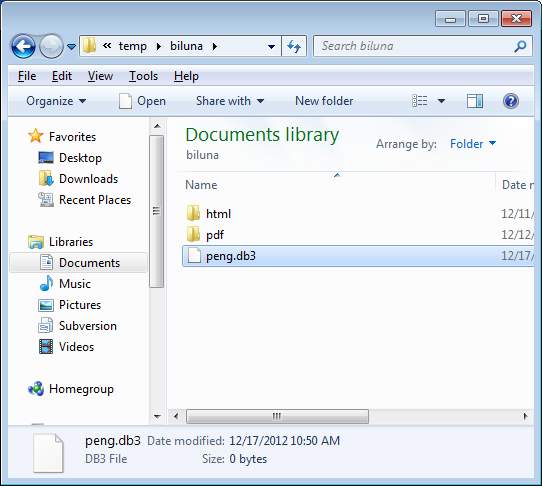 « temp ▸ biluna ▸ Search biluna
File Edit View Tools Help
Organize Open Share with New folder
Favorites
Desktop
Downloads
Recent Places
Libraries
Documents
Music
Pictures
Subversion
Videos
Homegroup
Documents library
biluna
Arrange by: Folder
Name Date m
html 12/11/
pdf 12/12/
peng.db3 12/17/
peng.db3 Date modified: 12/17/2012 10:50 AM
DB3 File Size: 0 bytes